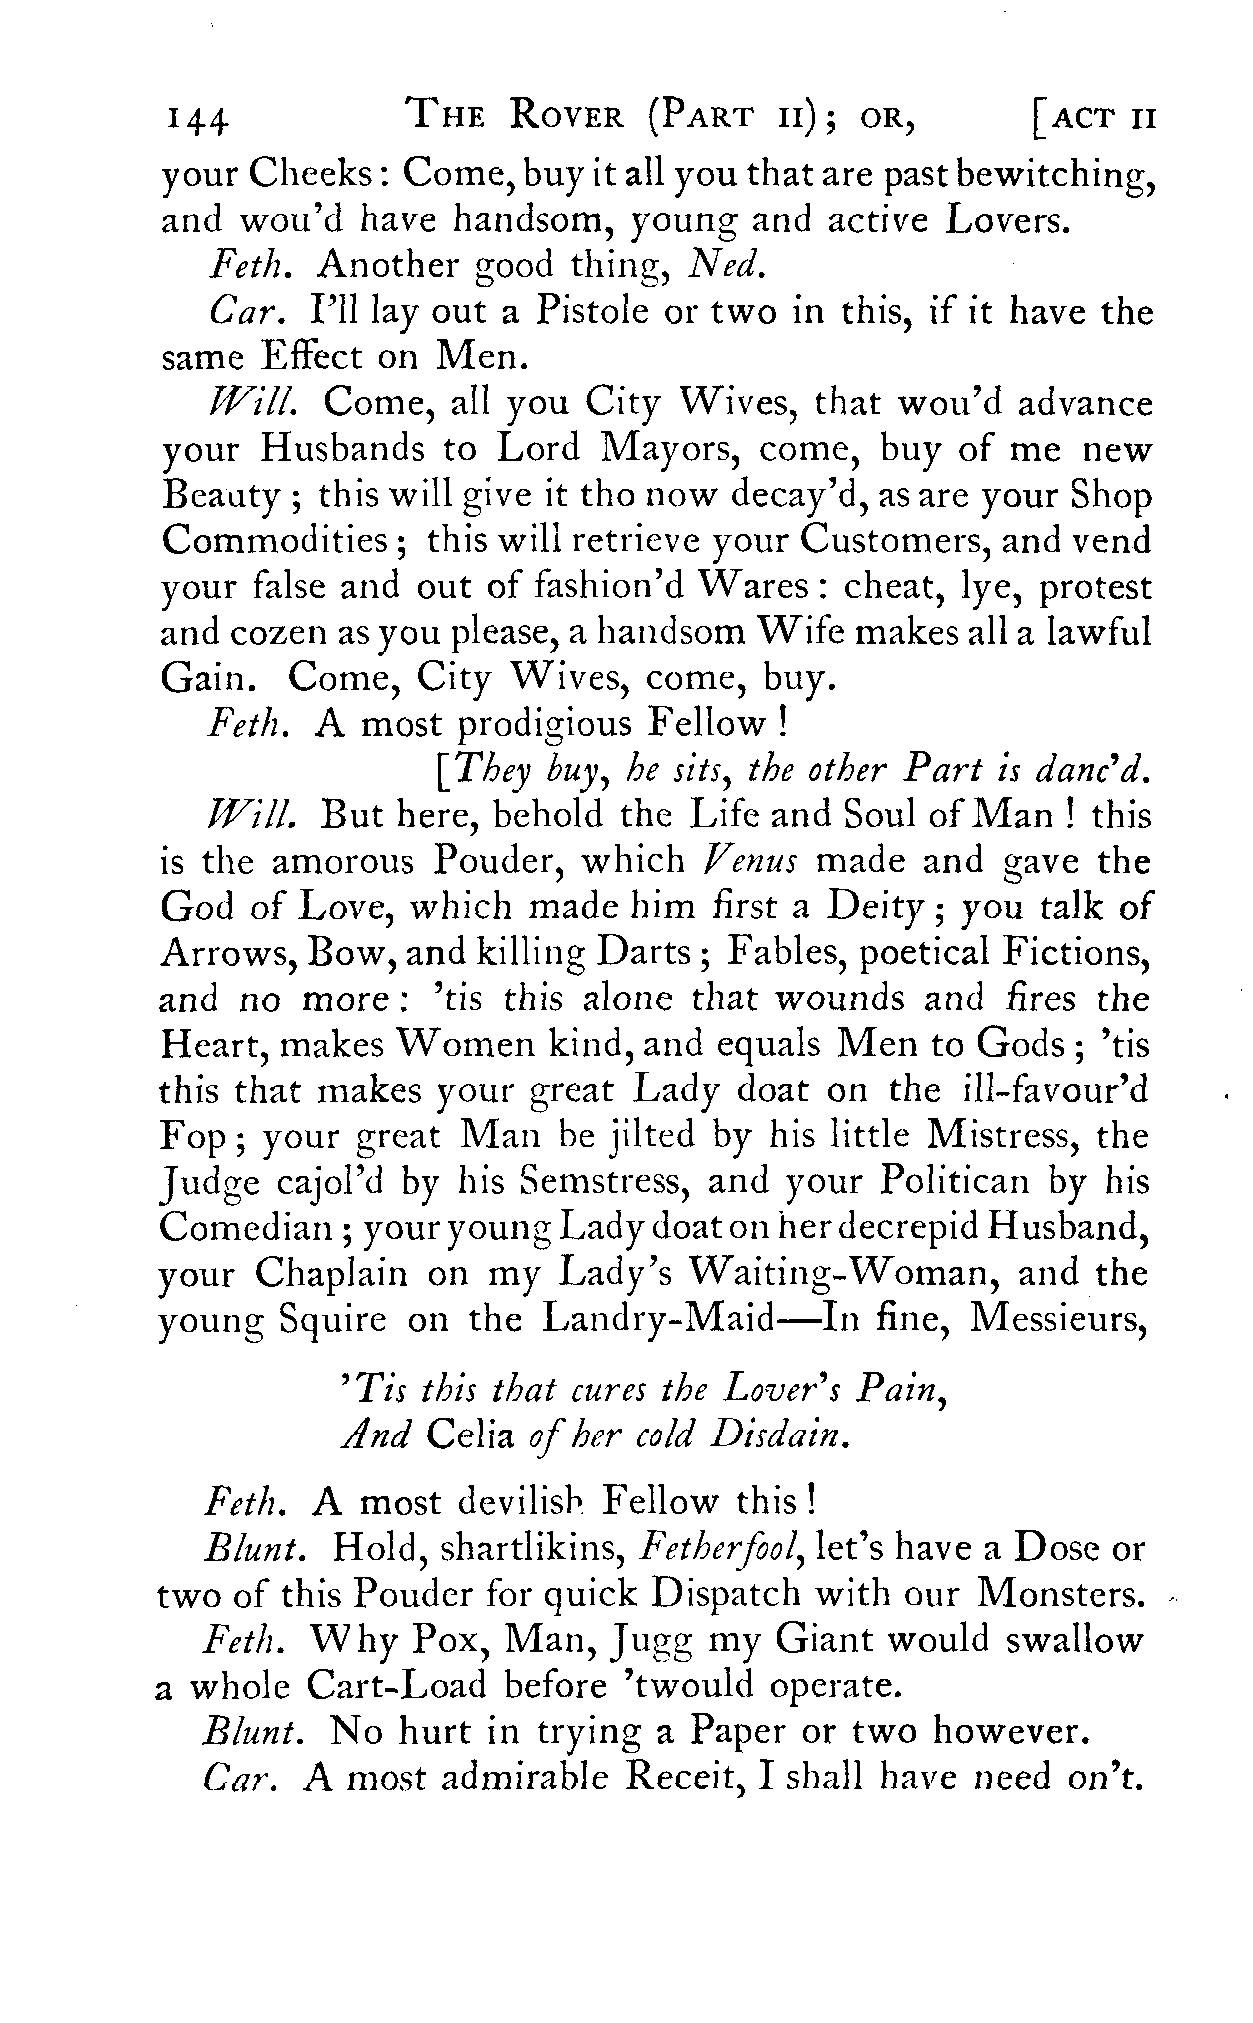 144 The Rover (Part II); or, [act II
your Cheeks: Come, buy it all you that are past bewitching,
and wou'd have handsom, young and active Lovers.
Feth. Another good thing, Ned.
Car. I'll lay out a Pistole or two in this, if it have the
same Effect on Men.
Will. Come, all you City Wives, that wou'd advance
your Husbands to Lord Mayors, come, buy of me new
Beauty; this will give it tho now decay'd, as are your Shop
Commodities; this will retrieve your Customers, and vend
your false and out of fashion'd Wares: cheat, lye, protest
and cozen as you please, a handsom Wife makes all a lawful
Gain. Come, City Wives, come, buy.
Feth. A most prodigious Fellow!
[They buy, he sits, the other Part is danc'd.
Will. But here, behold the Life and Soul of Man! this
is the amorous Pouder, which Venus made and gave the
God of Love, which made him first a Deity; you talk of
Arrows, Bow, and killing Darts; Fables, poetical Fictions,
and no more: 'tis this alone that wounds and fires the
Heart, makes Women kind, and equals Men to Gods; 'tis
this that makes your great Lady doat on the ill-favour'd
Fop; your great Man be jilted by his little Mistress, the
Judge cajol'd by his Semstress, and your Politican by his
Comedian; your young Lady doat on her decrepid Husband,
your Chaplain on my Lady's Waiting-Woman, and the
young Squire on the Landry-Maid—In fine, Messieurs,
'Tis this that cures the Lover's Pain,
And Celia of her cold Disdain.
Feth. A most devilish Fellow this!
Blunt. Hold, shartlikins, Fetherfool, let's have a Dose or
two of this Pouder for quick Dispatch with our Monsters.
Feth. Why Pox, Man, Jugg my Giant would swallow
a whole Cart-Load before 'twould operate.
Blunt. No hurt in trying a Paper or two however.
Car. A most admirable Receit, I shall have need on't.